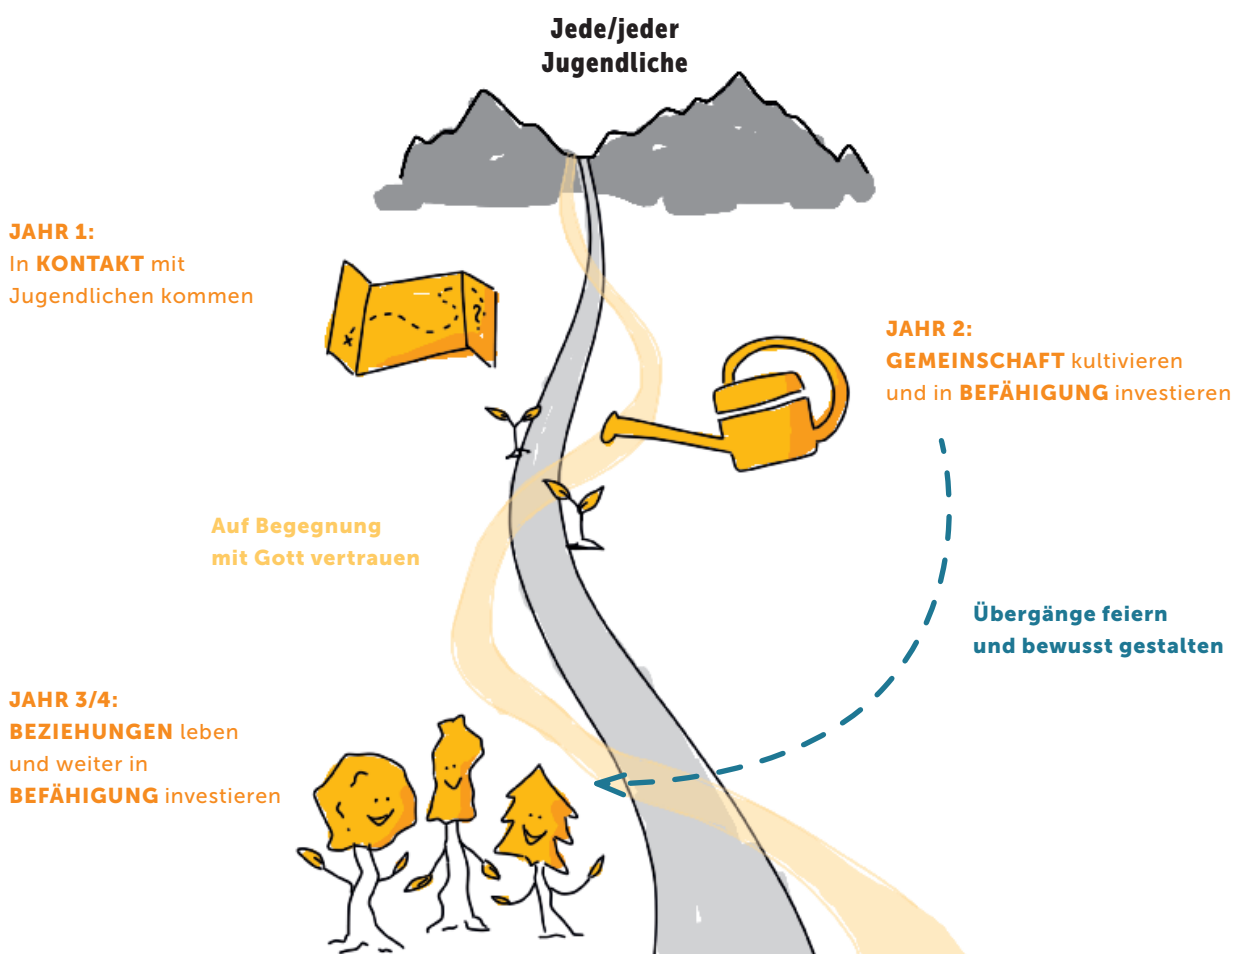 Jede/jeder
Jugendliche
JAHR 1:
In KONTAKT mit
Jugendlichen kommen
JAHR 2:
GEMEINSCHAFT kultivieren
und in BEFÄHIGUNG investieren
Auf Begegnung
mit Gott vertrauen
Übergänge feiern
und bewusst gestalten
JAHR 3/4:
BEZIEHUNGEN leben
und weiter in
BEFÄHIGUNG investieren